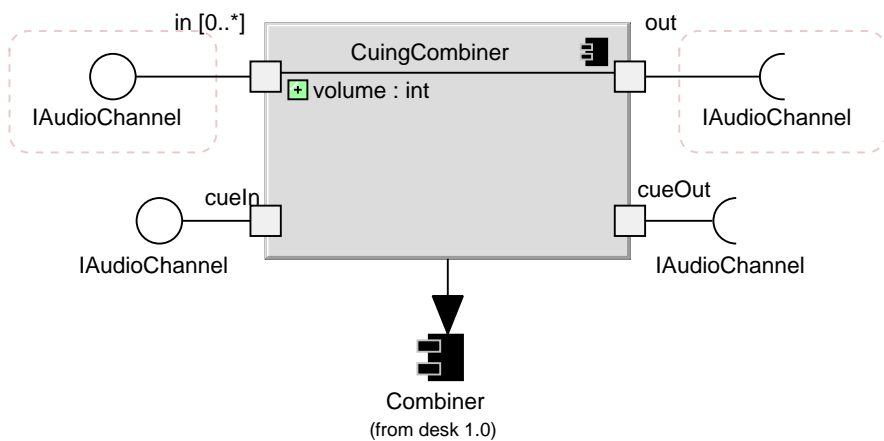 in [0..*]
out
CuingCombiner
+ volume : int
IAudioChannel
IAudioChannel
cueIn
cueOut
IAudioChannel
IAudioChannel
Combiner
(from desk 1.0)